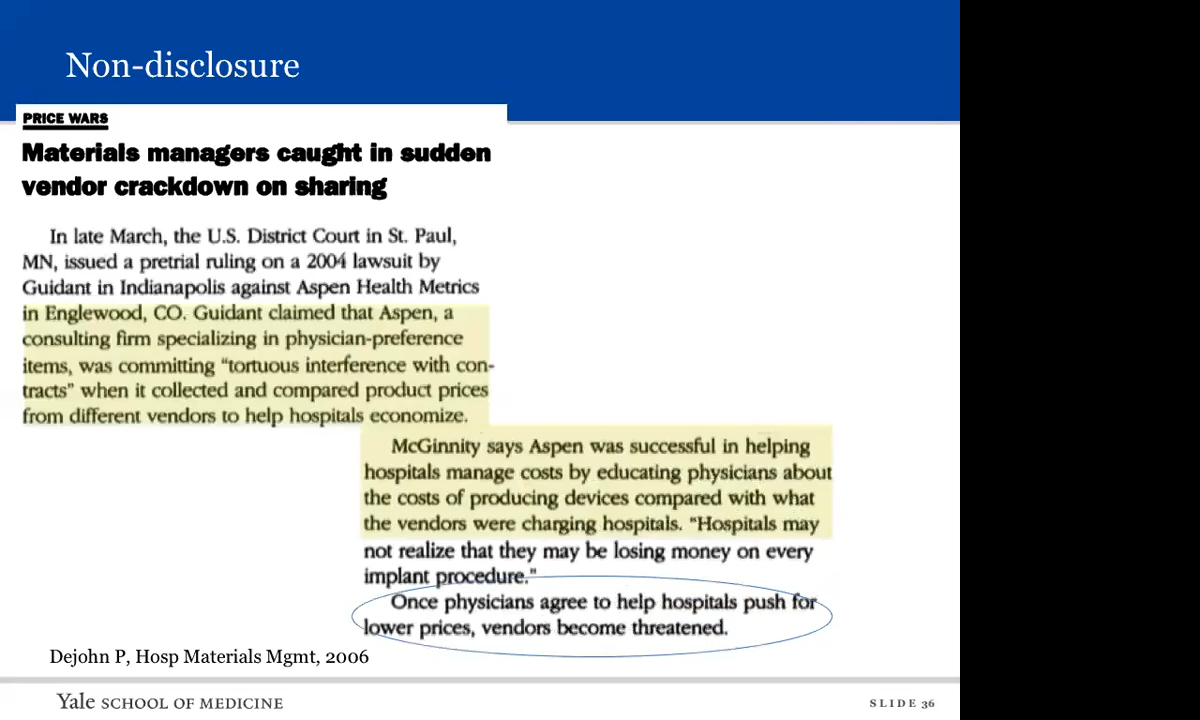 Non-disclosure
PRICE WARS
Materials managers caught in sudden
vendor crackdown on sharing
In late March, the U.S. District Court in St. Paul,
MN, issued a pretrial ruling on a 2004 lawsuit by
Guidant in Indianapolis against Aspen Health Metrics
in Englewood, CO. Guidant claimed that Aspen, a
consulting firm specializing in physician-preference
items, was committing “tortuous interference with con-
tracts” when it collected and compared product prices
from different vendors to help hospitals economize.
McGinnity says Aspen was successful in helping
hospitals manage costs by educating physicians about
the costs of producing devices compared with what
the vendors were charging hospitals. "Hospitals may
not realize that they may be losing money on every
implant procedure."
Once physicians agree to help hospitals push for
lower prices, vendors become threatened.
Dejohn P, Hosp Materials Mgmt, 2006
Yale SCHOOL OF MEDICINE
SLIDE 36